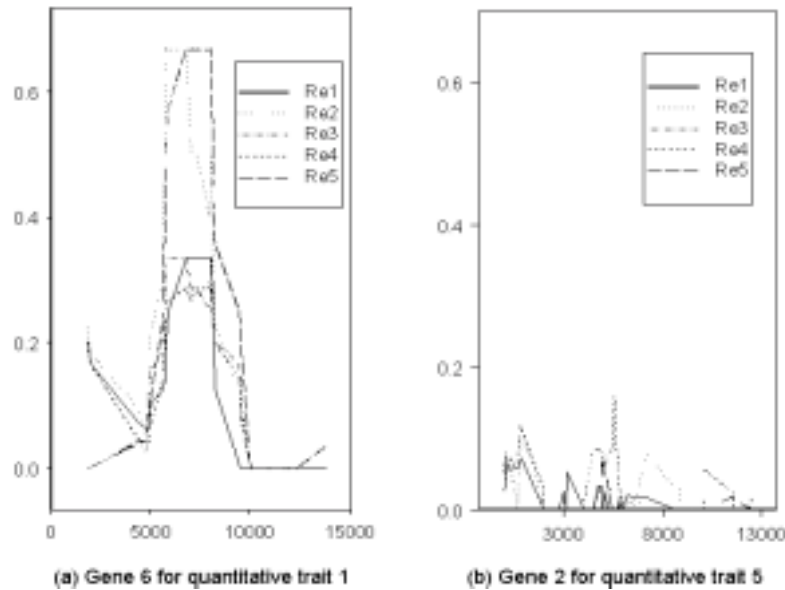 0.6
0.4
0.2
0.0
0
5000
10000
15000
Re1
Re2
Re3
Re4
Re5
(a) Gene 6 for quantitative trait 1
0.6
0.4
0.2
0.0
3000
8000
13000
Re1
Re2
Re3
Re4
Re5
(b) Gene 2 for quantitative trait 5